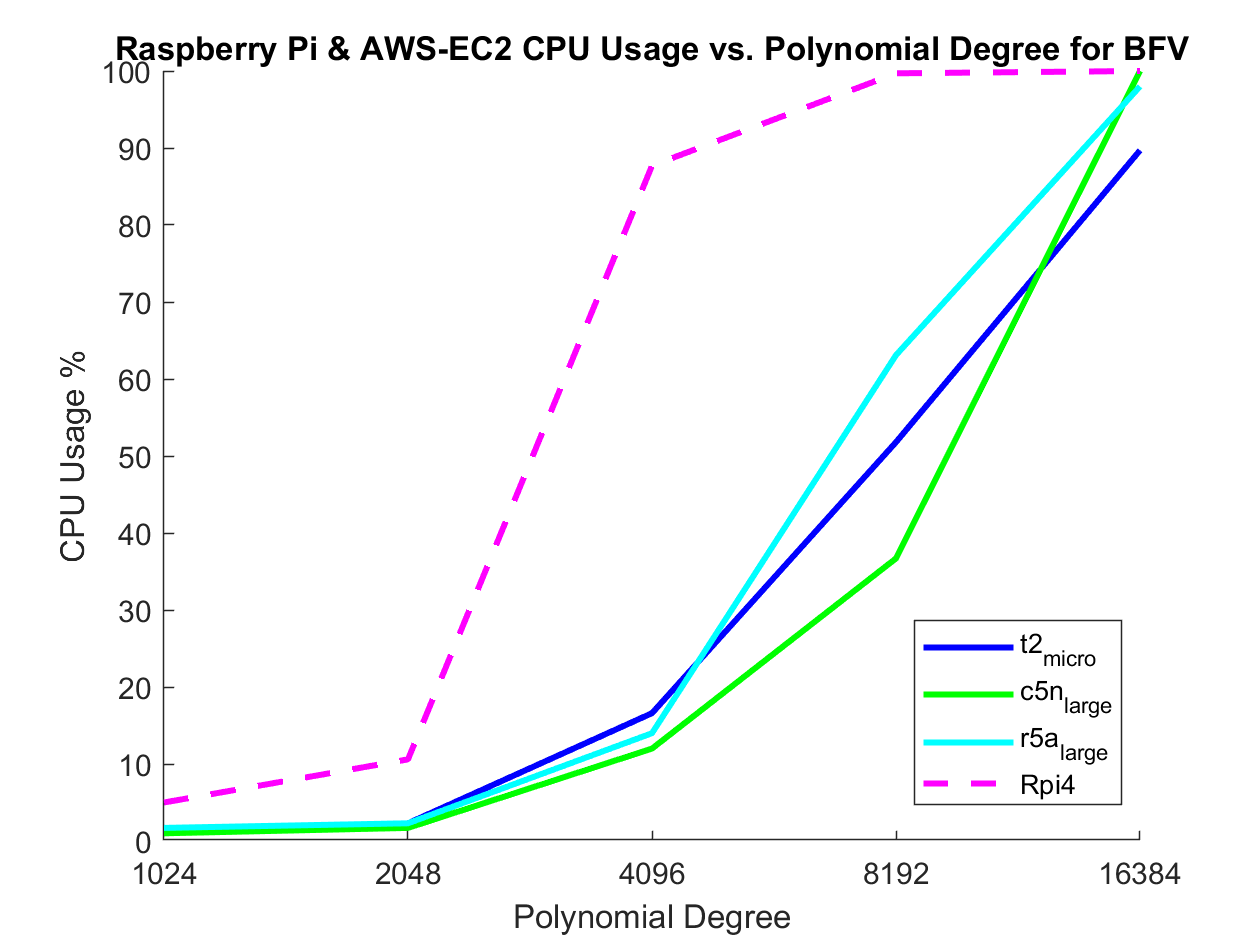 Raspberry Pi & AWS-EC2 CPU Usage vs. Polynomial Degree for BFV
100
90
80
70
60
50
40
30
20
10
0
CPU Usage %
t2micro
c5nlarge
r5alarge
Rpi4
1024 2048 4096 8192 16384
Polynomial Degree